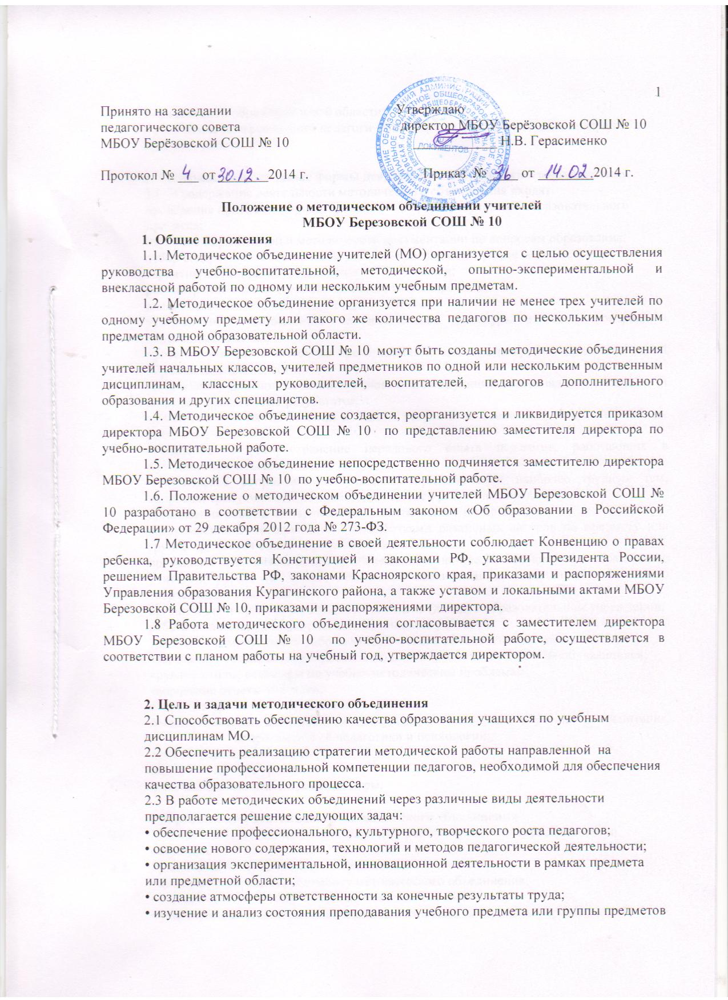 1
Принято на заседании Утверждаю
педагогического совета директор МБОУ Берёзовской СОШ № 10
МБОУ Берёзовской СОШ № 10 Н.В. Герасименко
Протокол № 4 от 30.12. 2014 г. Приказ № 36 от 14.02.2014 г.
ДОКУМЕНТОВ
Положение о методическом объединении учителей
МБОУ Березовской СОШ № 10
1. Общие положения
1.1. Методическое объединение учителей (МО) организуется с целью осуществления
руководства учебно-воспитательной, методической, опытно-экспериментальной и
внеклассной работой по одному или нескольким учебным предметам.
1.2. Методическое объединение организуется при наличии не менее трех учителей по
одному учебному предмету или такого же количества педагогов по нескольким учебным
предметам одной образовательной области.
1.3. В МБОУ Березовской СОШ № 10 могут быть созданы методические объединения
учителей начальных классов, учителей предметников по одной или нескольким родственным
дисциплинам, классных руководителей, воспитателей, педагогов дополнительного
образования и других специалистов.
1.4. Методическое объединение создается, реорганизуется и ликвидируется приказом
директора МБОУ Березовской СОШ № 10 по представлению заместителя директора по
учебно-воспитательной работе.
1.5. Методическое объединение непосредственно подчиняется заместителю директора
МБОУ Березовской СОШ № 10 по учебно-воспитательной работе.
1.6. Положение о методическом объединении учителей МБОУ Березовской СОШ №
10 разработано в соответствии с Федеральным законом «Об образовании в Российской
Федерации» от 29 декабря 2012 года № 273-ФЗ.
1.7 Методическое объединение в своей деятельности соблюдает Конвенцию о правах
ребенка, руководствуется Конституцией и законами РФ, указами Президента России,
решением Правительства РФ, законами Красноярского края, приказами и распоряжениями
Управления образования Курагинского района, а также уставом и локальными актами МБОУ
Березовской СОШ № 10, приказами и распоряжениями директора.
1.8 Работа методического объединения согласовывается с заместителем директора
МБОУ Березовской СОШ № 10 по учебно-воспитательной работе, осуществляется в
соответствии с планом работы на учебный год, утверждается директором.
2. Цель и задачи методического объединения
2.1 Способствовать обеспечению качества образования учащихся по учебным
дисциплинам МО.
2.2 Обеспечить реализацию стратегии методической работы направленной на
повышение профессиональной компетенции педагогов, необходимой для обеспечения
качества образовательного процесса.
2.3 В работе методических объединений через различные виды деятельности
предполагается решение следующих задач:
• обеспечение профессионального, культурного, творческого роста педагогов;
• освоение нового содержания, технологий и методов педагогической деятельности;
• организация экспериментальной, инновационной деятельности в рамках предмета
или предметной области;
• создание атмосферы ответственности за конечные результаты труда;
• изучение и анализ состояния преподавания учебного предмета или группы предметов